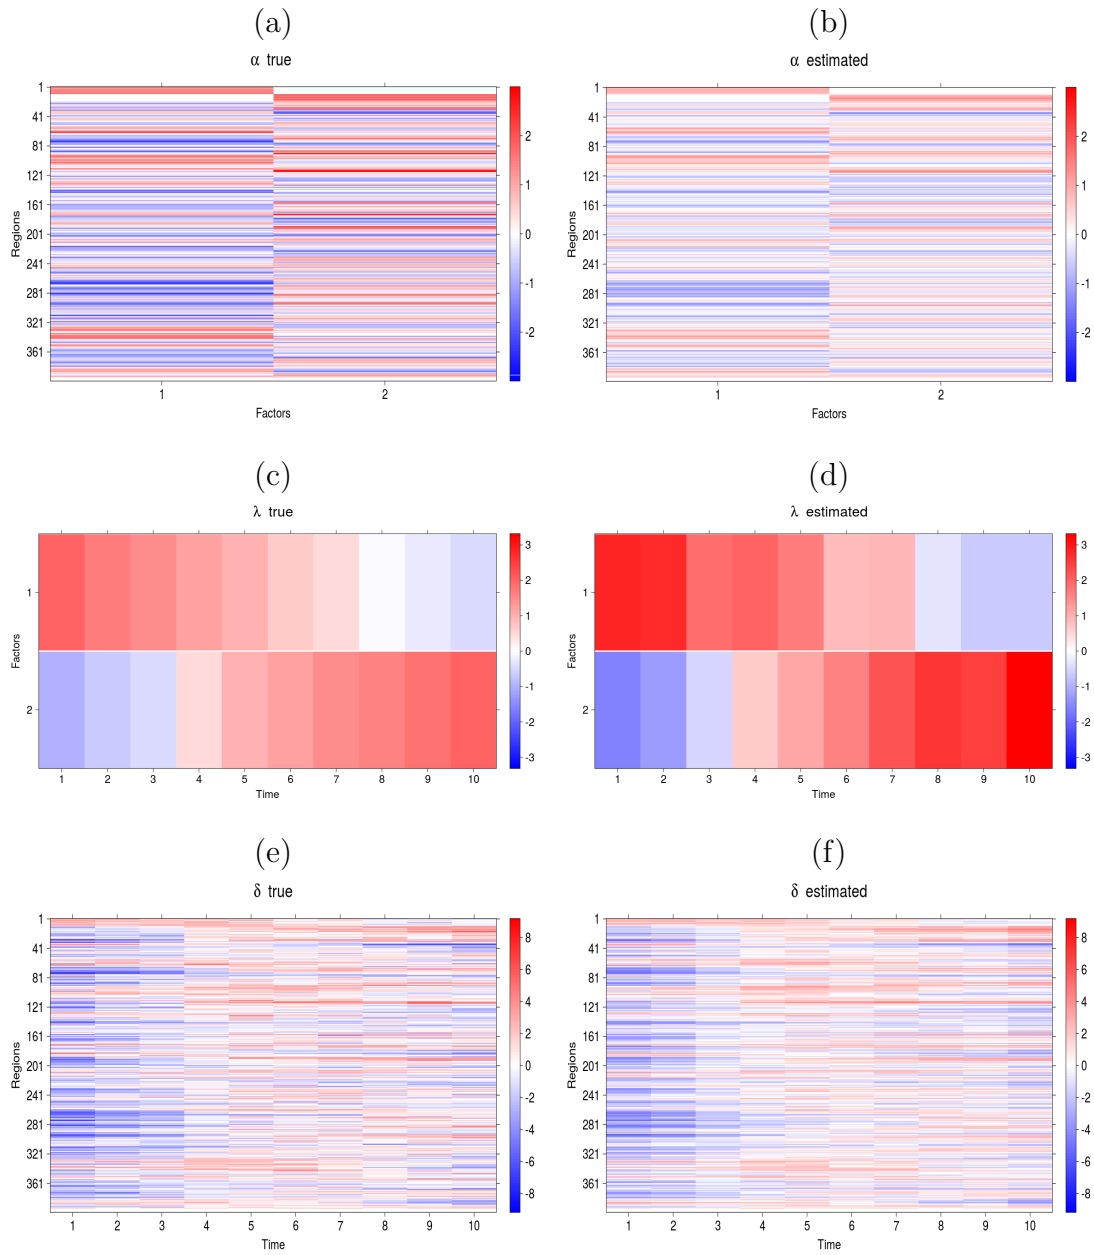 (a) (b)
α true α estimated
1 41 81 121 161 201 241 281 321 361
Regions
1 2
Factors
2 1 0 -1 -2
1 41 81 121 161 201 241 281 321 361
Regions
1 2
Factors
2 1 0 -1 -2
(c) (d)
λ true λ estimated
1 2
Factors
1 2 3 4 5 6 7 8 9 10
Time
3 2 1 0 -1 -2 -3
1 2
Factors
1 2 3 4 5 6 7 8 9 10
Time
3 2 1 0 -1 -2 -3
(e) (f)
δ true δ estimated
1 41 81 121 161 201 241 281 321 361
Regions
1 2 3 4 5 6 7 8 9 10
Time
8 6 4 2 0 -2 -4 -6 -8
1 41 81 121 161 201 241 281 321 361
Regions
1 2 3 4 5 6 7 8 9 10
Time
8 6 4 2 0 -2 -4 -6 -8